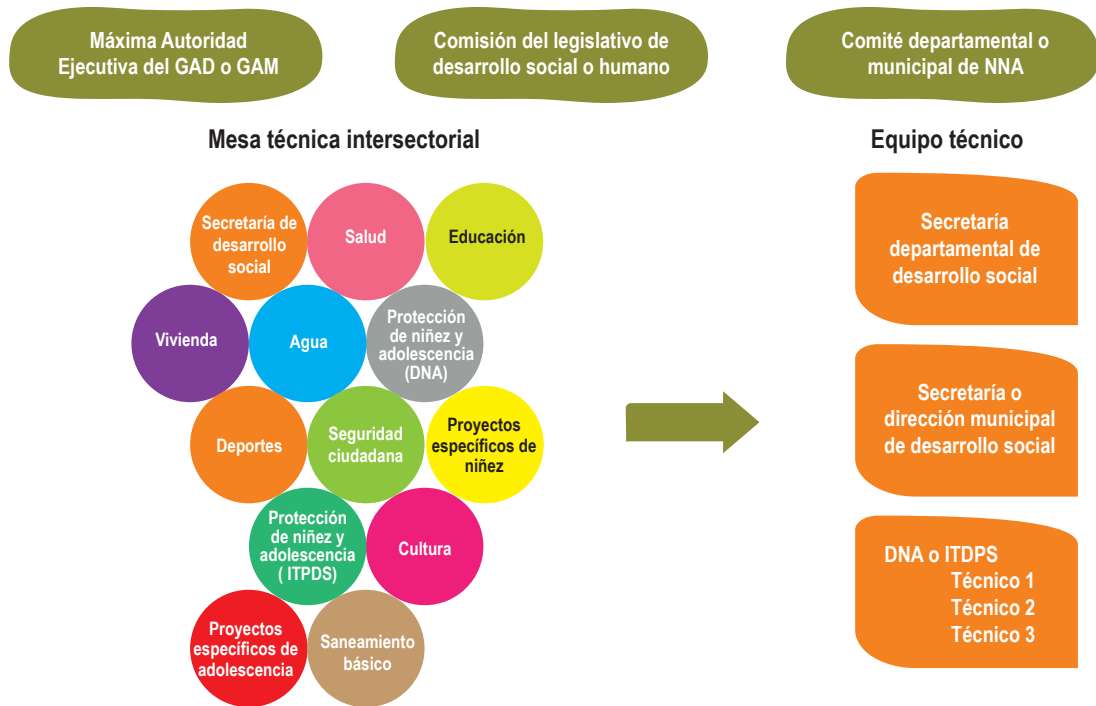 Máxima Autoridad
Ejecutiva del GAD o GAM
Comisión del legislativo de
desarrollo social o humano
Comité departamental o
municipal de NNA
Mesa técnica intersectorial
Secretaría de
desarrollo
social
Salud
Educación
Vivienda
Agua
Protección
de niñez y
adolescencia
(DNA)
Deportes
Seguridad
ciudadana
Proyectos
específicos de
niñez
Protección
de niñez y
adolescencia
( ITPDS)
Cultura
Proyectos
específicos de
adolescencia
Saneamiento
básico
Equipo técnico
Secretaría
departamental de
desarrollo social
Secretaría o
dirección municipal
de desarrollo social
DNA o ITDPS
Técnico 1
Técnico 2
Técnico 3